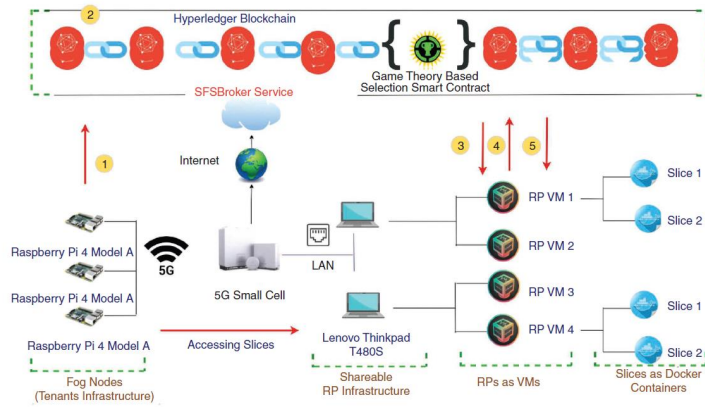 2
Hyperledger Blockchain
Game Theory Based
Selection Smart Contract
SFSBroker Service
1
Internet
3
4
5
Slice 1
RP VM 1
Slice 2
Raspberry Pi 4 Model A
5G
LAN
RP VM 2
Raspberry Pi 4 Model A
5G Small Cell
RP VM 3
Slice 1
Raspberry Pi 4 Model A
Accessing Slices
Lenovo Thinkpad
T480S
RP VM 4
Slice 2
Fog Nodes
(Tenants Infrastructure)
Shareable
RP Infrastructure
RPs as VMs
Slices as Docker
Containers